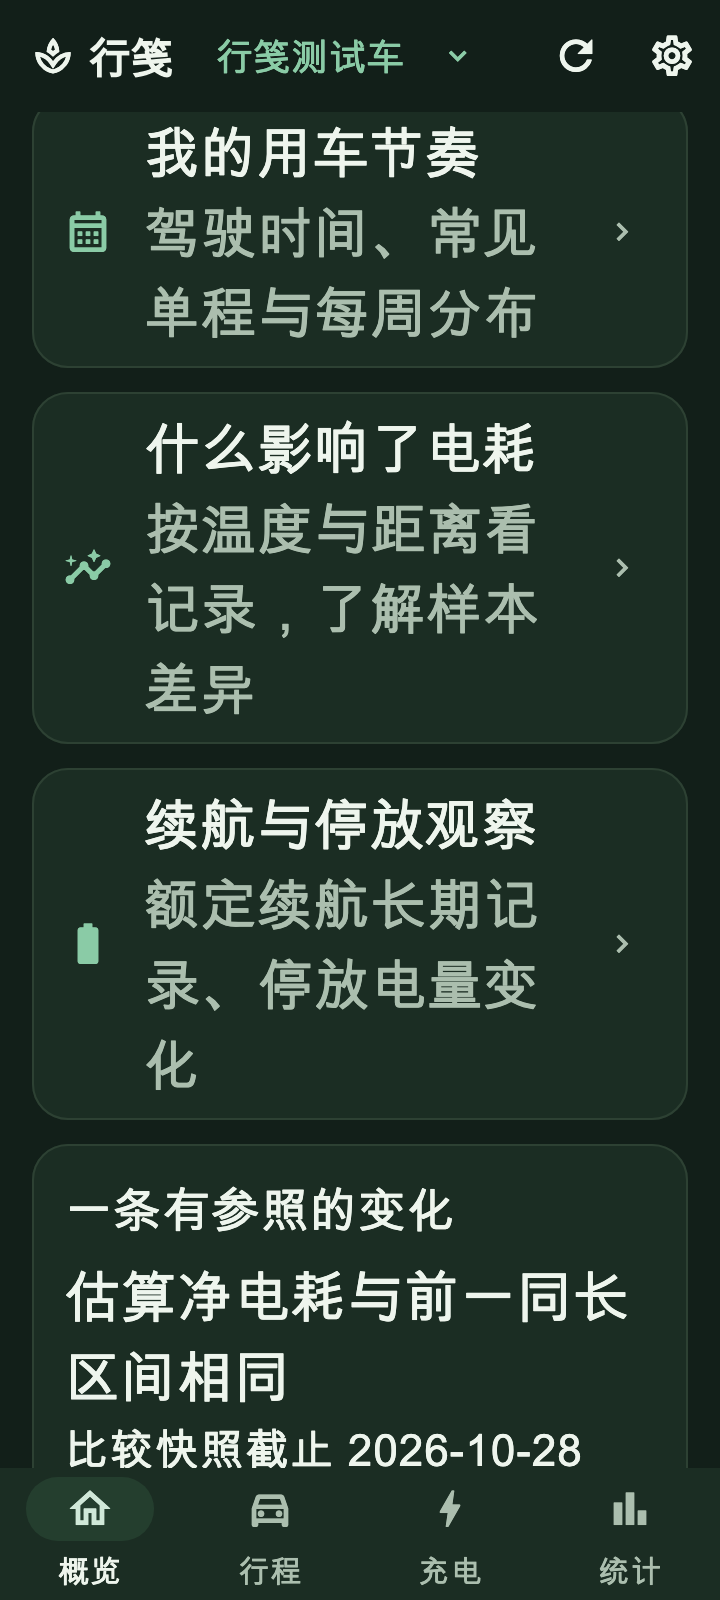 行笺 行笺测试车
我的用车节奏
驾驶时间、常见
单程与每周分布
什么影响了电耗
按温度与距离看
记录，了解样本
差异
续航与停放观察
额定续航长期记
录、停放电量变
化
一条有参照的变化
估算净电耗与前一同长
区间相同
比较快照截止 2026-10-28
概览 行程 充电 统计